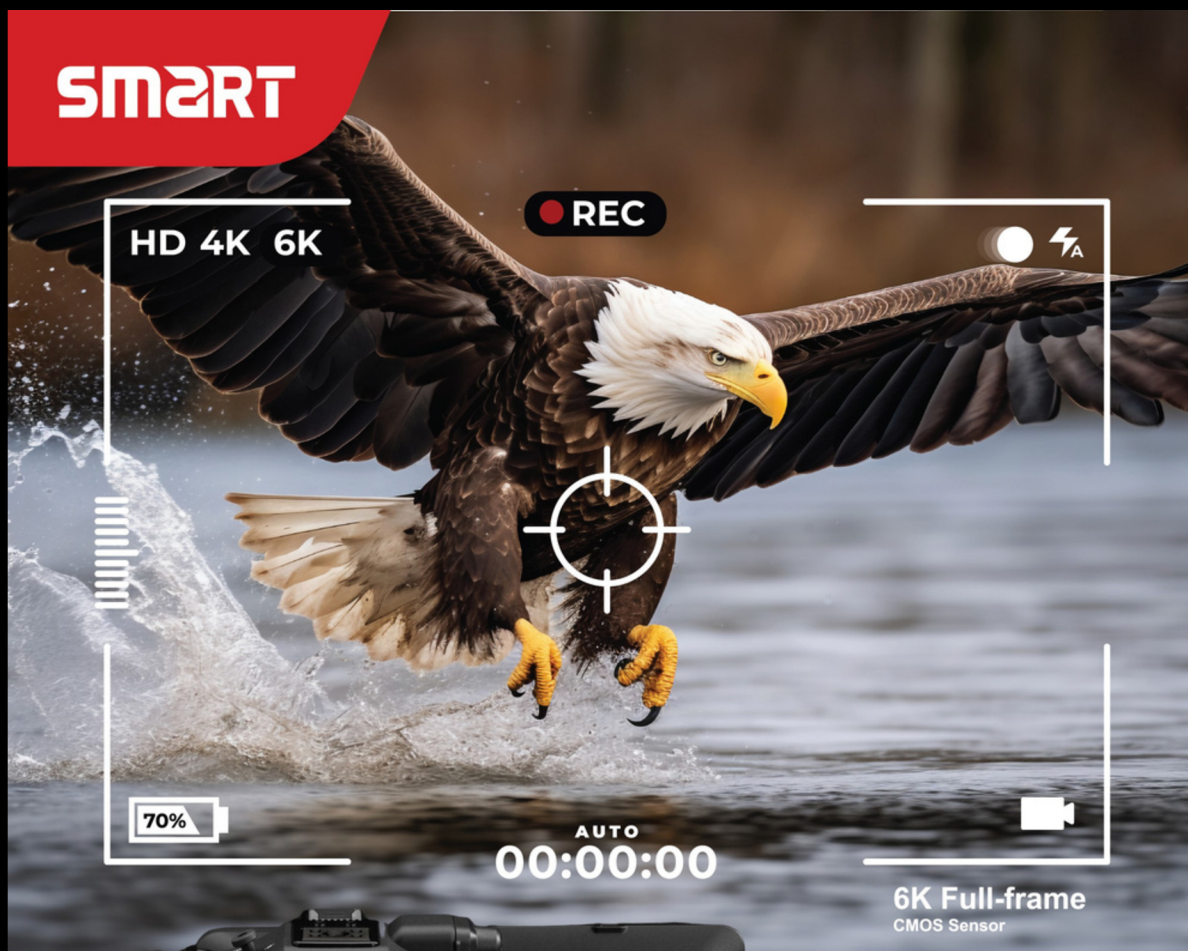 SMART
REC
HD 4K 6K
A
70%
AUTO
00:00:00
6K Full-frame
CMOS Sensor